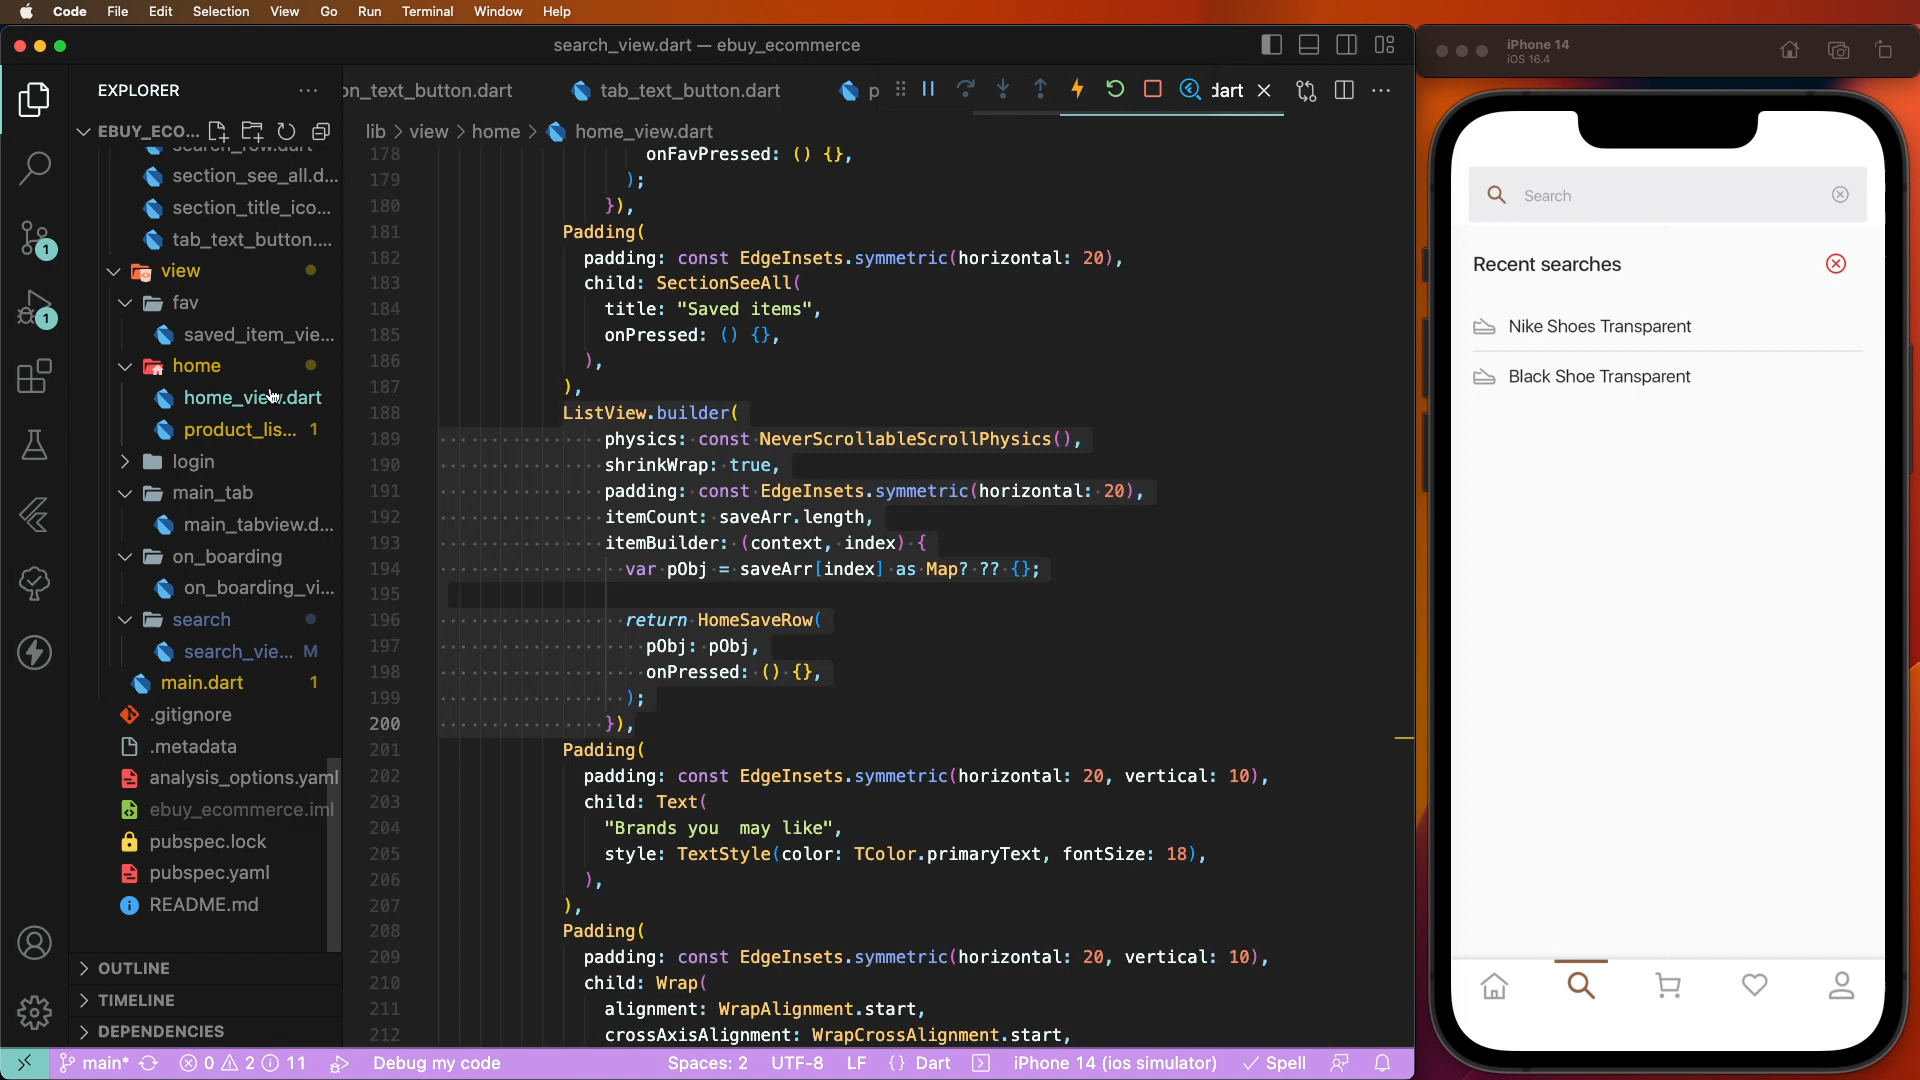 Code File Edit Selection View Go Run Terminal Window Help
search_view.dart — ebuy_ecommerce
EXPLORER
on_text_button.dart
tab_text_button.dart
p
dart
EBUY_ECO...
lib > view > home > home_view.dart
search_row.dart
section_see_all.d...
section_title_ico...
tab_text_button....
view
fav
saved_item_vie...
home
home_view.dart
product_lis... 1
login
main_tab
main_tabview.d...
on_boarding
on_boarding_vi...
search
search_vie... M
main.dart 1
.gitignore
.metadata
analysis_options.yaml
ebuy_ecommerce.iml
pubspec.lock
pubspec.yaml
README.md
OUTLINE
TIMELINE
DEPENDENCIES
1
1
178 onFavPressed: () {},
179 );
180 }),
181 Padding(
182 padding: const EdgeInsets.symmetric(horizontal: 20),
183 child: SectionSeeAll(
184 title: "Saved items",
185 onPressed: () {},
186 ),
187 ),
188 ListView.builder(
189 physics: const NeverScrollableScrollPhysics(),
190 shrinkWrap: true,
191 padding: const EdgeInsets.symmetric(horizontal: 20),
192 itemCount: saveArr.length,
193 itemBuilder: (context, index) {
194 var pObj = saveArr[index] as Map? ?? {};
195
196 return HomeSaveRow(
197 pObj: pObj,
198 onPressed: () {},
199 );
200 }),
201 Padding(
202 padding: const EdgeInsets.symmetric(horizontal: 20, vertical: 10),
203 child: Text(
204 "Brands you  may like",
205 style: TextStyle(color: TColor.primaryText, fontSize: 18),
206 ),
207 ),
208 Padding(
209 padding: const EdgeInsets.symmetric(horizontal: 20, vertical: 10),
210 child: Wrap(
211 alignment: WrapAlignment.start,
212 crossAxisAlignment: WrapCrossAlignment.start,
main* 0 2 11 Debug my code Spaces: 2 UTF-8 LF {} Dart iPhone 14 (ios simulator) Spell
iPhone 14
iOS 16.4
Search
Recent searches
Nike Shoes Transparent
Black Shoe Transparent